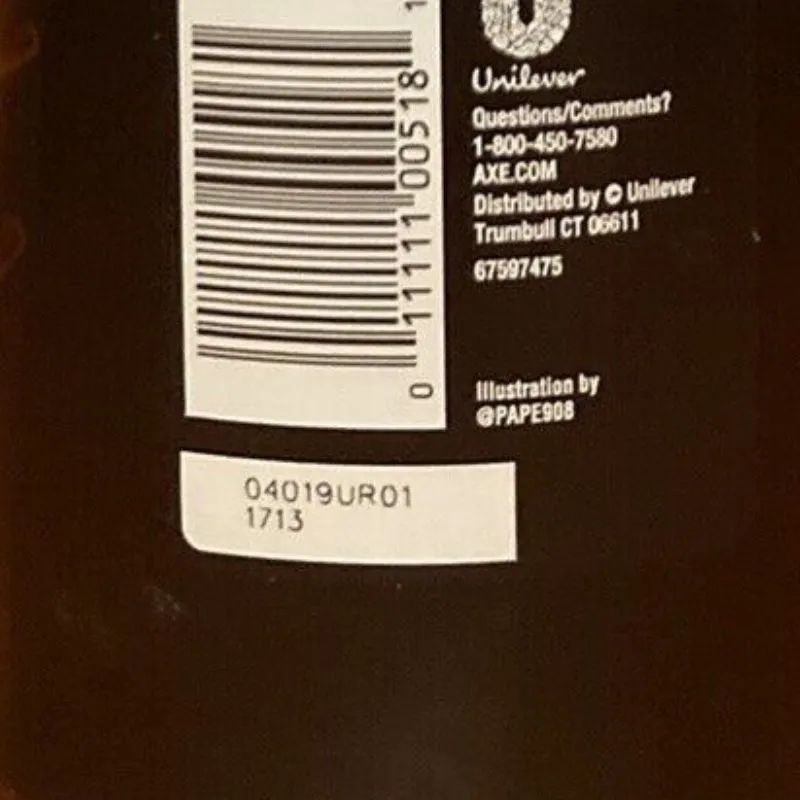 0 11111 00518 1
Unilever
Questions/Comments?
1-800-450-7580
AXE.COM
Distributed by © Unilever
Trumbull CT 06611
67597475
Illustration by
@PAPE908
04019UR01
1713